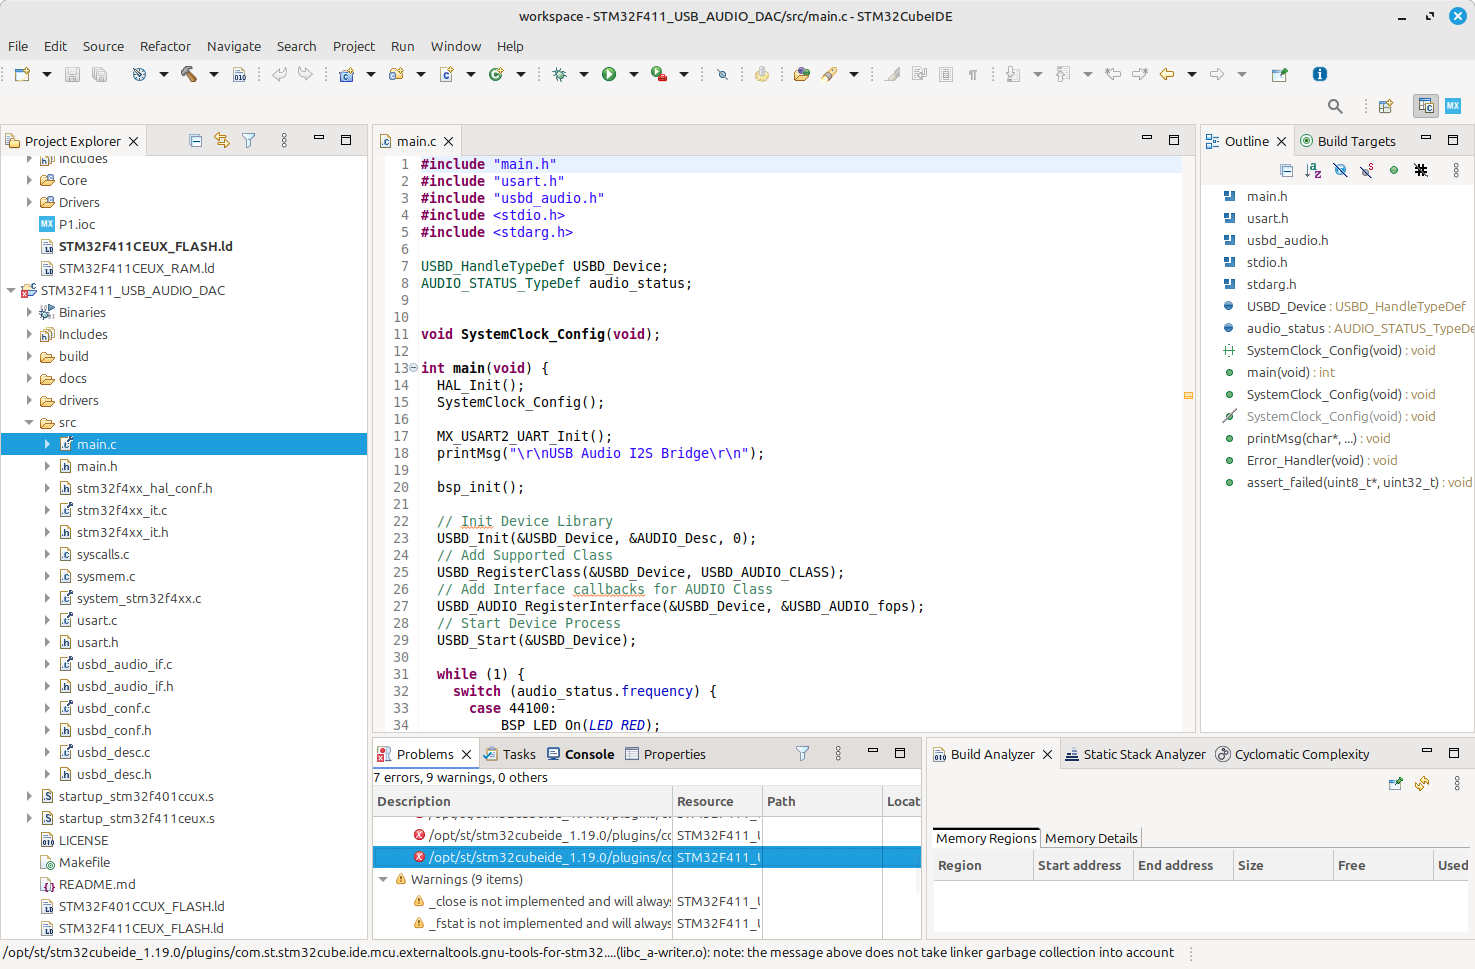 workspace - STM32F411_USB_AUDIO_DAC/src/main.c - STM32CubeIDE
File Edit Source Refactor Navigate Search Project Run Window Help
Project Explorer
Includes
Core
Drivers
P1.ioc
STM32F411CEUX_FLASH.ld
STM32F411CEUX_RAM.ld
STM32F411_USB_AUDIO_DAC
Binaries
Includes
build
docs
drivers
src
main.c
main.h
stm32f4xx_hal_conf.h
stm32f4xx_it.c
stm32f4xx_it.h
syscalls.c
sysmem.c
system_stm32f4xx.c
usart.c
usart.h
usbd_audio_if.c
usbd_audio_if.h
usbd_conf.c
usbd_conf.h
usbd_desc.c
usbd_desc.h
startup_stm32f401ccux.s
startup_stm32f411ceux.s
LICENSE
Makefile
README.md
STM32F401CCUX_FLASH.ld
STM32F411CEUX_FLASH.ld
main.c
1 #include "main.h"
2 #include "usart.h"
3 #include "usbd_audio.h"
4 #include <stdio.h>
5 #include <stdarg.h>
6
7 USBD_HandleTypeDef USBD_Device;
8 AUDIO_STATUS_TypeDef audio_status;
9
10
11 void SystemClock_Config(void);
12
13 int main(void) {
14 HAL_Init();
15 SystemClock_Config();
16
17 MX_USART2_UART_Init();
18 printMsg("\r\nUSB Audio I2S Bridge\r\n");
19
20 bsp_init();
21
22 // Init Device Library
23 USBD_Init(&USBD_Device, &AUDIO_Desc, 0);
24 // Add Supported Class
25 USBD_RegisterClass(&USBD_Device, USBD_AUDIO_CLASS);
26 // Add Interface callbacks for AUDIO Class
27 USBD_AUDIO_RegisterInterface(&USBD_Device, &USBD_AUDIO_fops);
28 // Start Device Process
29 USBD_Start(&USBD_Device);
30
31 while (1) {
32 switch (audio_status.frequency) {
33 case 44100:
34 BSP_LED_On(LED_RED);
Outline Build Targets
main.h
usart.h
usbd_audio.h
stdio.h
stdarg.h
USBD_Device : USBD_HandleTypeDef
audio_status : AUDIO_STATUS_TypeDe
SystemClock_Config(void) : void
main(void) : int
SystemClock_Config(void) : void
SystemClock_Config(void) : void
printMsg(char*, ...) : void
Error_Handler(void) : void
assert_failed(uint8_t*, uint32_t) : void
Problems Tasks Console Properties
7 errors, 9 warnings, 0 others
Description Resource Path Locat
/opt/st/stm32cubeide_1.19.0/plugins/co STM32F411_U
/opt/st/stm32cubeide_1.19.0/plugins/co STM32F411_U
Warnings (9 items)
_close is not implemented and will always STM32F411_U
_fstat is not implemented and will always STM32F411_U
Build Analyzer Static Stack Analyzer Cyclomatic Complexity
Memory Regions Memory Details
Region Start address End address Size Free Used
/opt/st/stm32cubeide_1.19.0/plugins/com.st.stm32cube.ide.mcu.externaltools.gnu-tools-for-stm32....(libc_a-writer.o): note: the message above does not take linker garbage collection into account